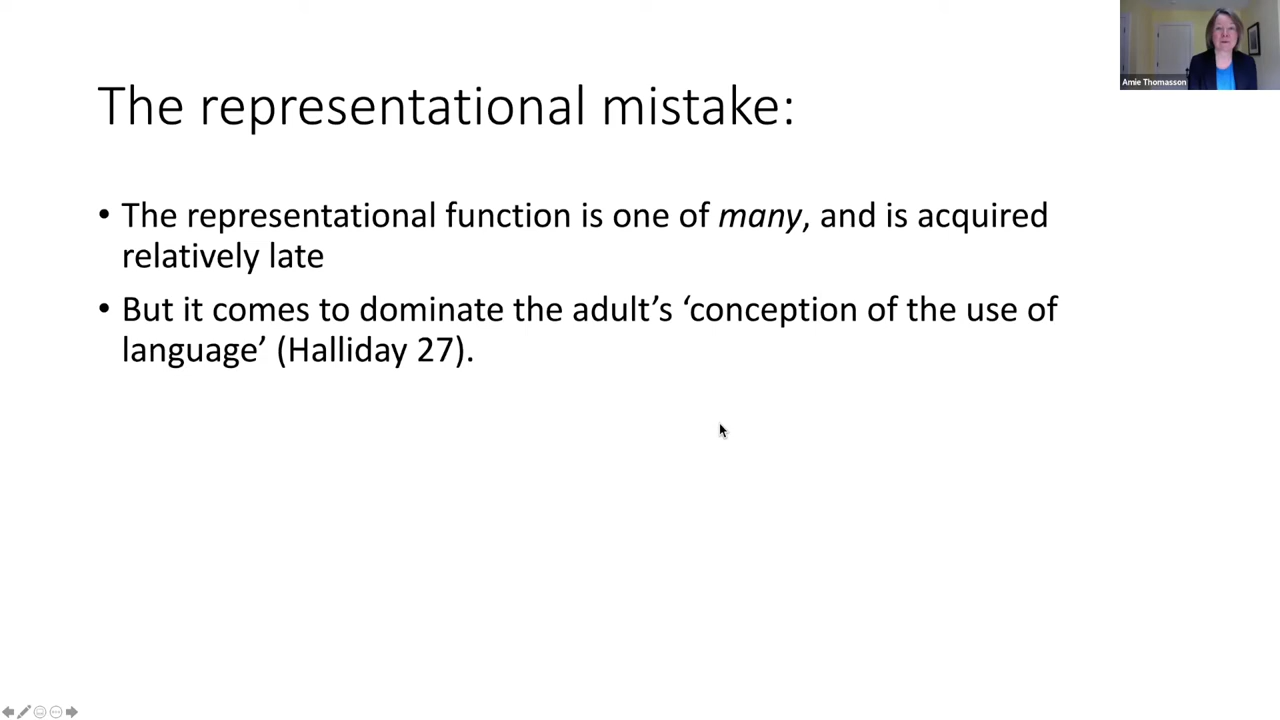 Amie Thomasson
The representational mistake:
• The representational function is one of many, and is acquired
relatively late
• But it comes to dominate the adult’s ‘conception of the use of
language’ (Halliday 27).